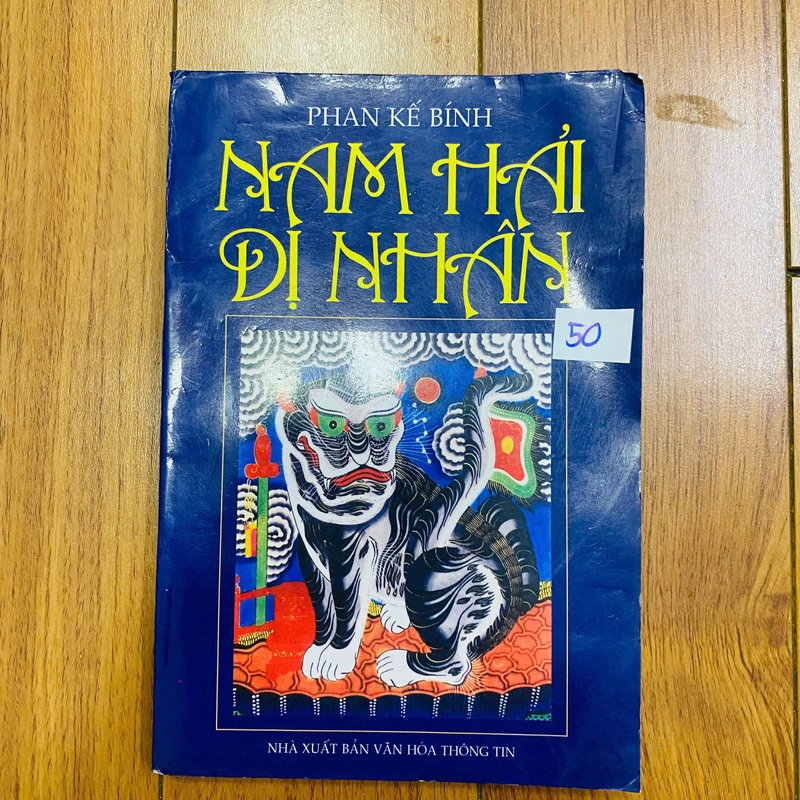 PHAN KẾ BÍNH
NAM HẢI
DỊ NHÂN
50
NHÀ XUẤT BẢN VĂN HÓA THÔNG TIN